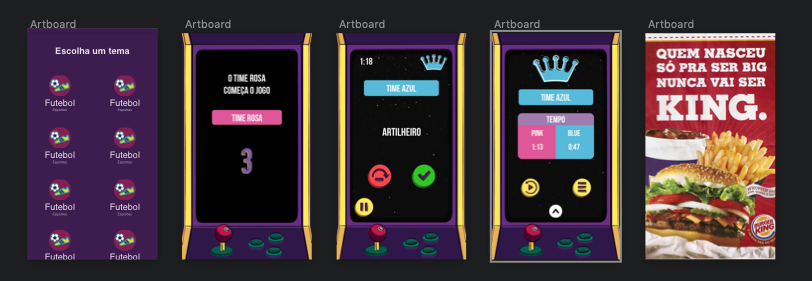 Artboard
Escolha um tema
Futebol
Esportes
Futebol
Esportes
Futebol
Esportes
Futebol
Esportes
Futebol
Esportes
Futebol
Esportes
Futebol
Futebol
Artboard
O TIME ROSA
COMEÇA O JOGO
TIME ROSA
3
Artboard
1:18
TIME AZUL
ARTILHEIRO
Artboard
TIME AZUL
TEMPO
PINK
BLUE
1:13
0:47
Artboard
QUEM NASCEU
SÓ PRA SER BIG
NUNCA VAI SER
KING.
BURGER
KING